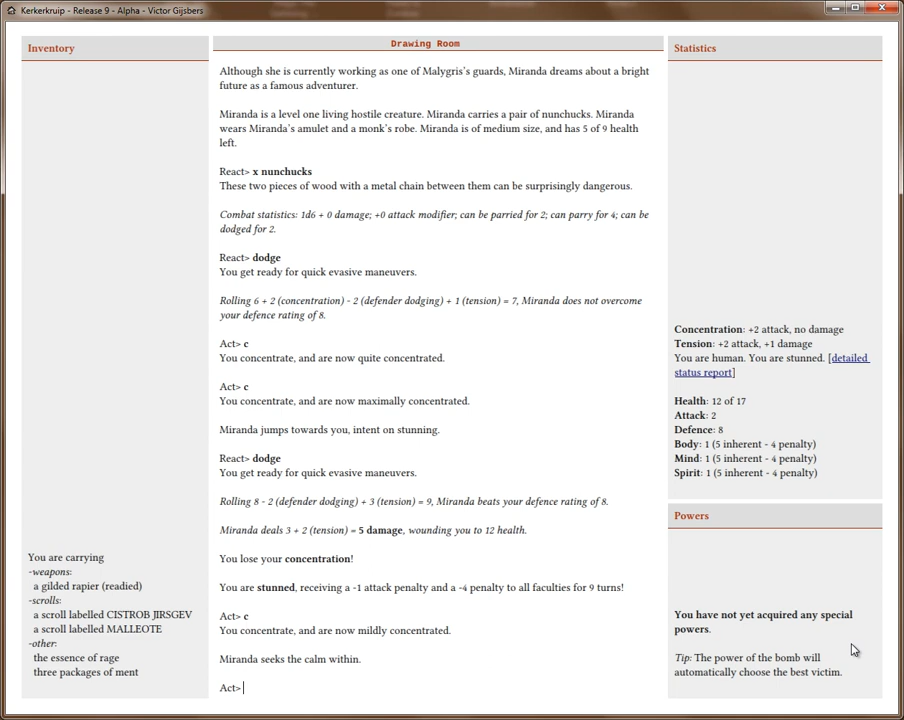 Kerkerkruip - Release 9 - Alpha - Victor Gijsbers
Inventory
You are carrying
-weapons:
a gilded rapier (readied)
-scrolls:
a scroll labelled CISTROB JIRSGEV
a scroll labelled MALLEOTE
-other:
the essence of rage
three packages of ment
Drawing Room
Although she is currently working as one of Malygris's guards, Miranda dreams about a bright
future as a famous adventurer.
Miranda is a level one living hostile creature. Miranda carries a pair of nunchucks. Miranda
wears Miranda's amulet and a monk's robe. Miranda is of medium size, and has 5 of 9 health
left.
React> x nunchucks
These two pieces of wood with a metal chain between them can be surprisingly dangerous.
Combat statistics: 1d6 + 0 damage; +0 attack modifier; can be parried for 2; can parry for 4; can be
dodged for 2.
React> dodge
You get ready for quick evasive maneuvers.
Rolling 6 + 2 (concentration) - 2 (defender dodging) + 1 (tension) = 7, Miranda does not overcome
your defence rating of 8.
Act> c
You concentrate, and are now quite concentrated.
Act> c
You concentrate, and are now maximally concentrated.
Miranda jumps towards you, intent on stunning.
React> dodge
You get ready for quick evasive maneuvers.
Rolling 8 - 2 (defender dodging) + 3 (tension) = 9, Miranda beats your defence rating of 8.
Miranda deals 3 + 2 (tension) = 5 damage, wounding you to 12 health.
You lose your concentration!
You are stunned, receiving a -1 attack penalty and a -4 penalty to all faculties for 9 turns!
Act> c
You concentrate, and are now mildly concentrated.
Miranda seeks the calm within.
Act>
Statistics
Concentration: +2 attack, no damage
Tension: +2 attack, +1 damage
You are human. You are stunned. [detailed
status report]
Health: 12 of 17
Attack: 2
Defence: 8
Body: 1 (5 inherent - 4 penalty)
Mind: 1 (5 inherent - 4 penalty)
Spirit: 1 (5 inherent - 4 penalty)
Powers
You have not yet acquired any special
powers.
Tip: The power of the bomb will
automatically choose the best victim.